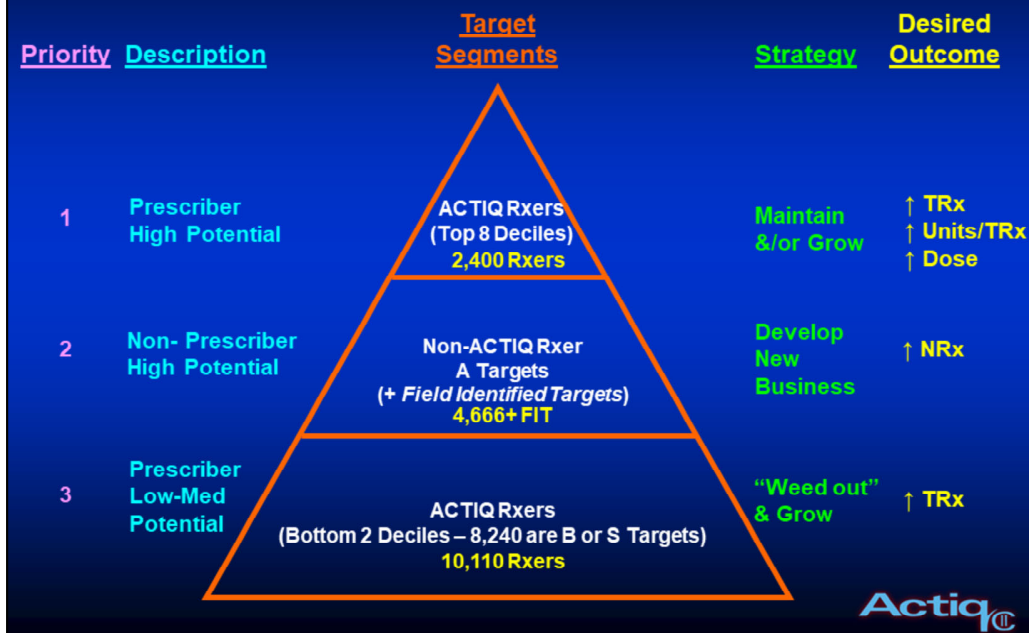 Priority
Description
Target
Segments
Strategy
Desired
Outcome
1
Prescriber
High Potential
ACTIQ Rxers
(Top 8 Deciles)
2,400 Rxers
Maintain
&/or Grow
↑ TRx
↑ Units/TRx
↑ Dose
2
Non- Prescriber
High Potential
Non-ACTIQ Rxer
A Targets
(+ Field Identified Targets)
4,666+ FIT
Develop
New
Business
↑ NRx
3
Prescriber
Low-Med
Potential
ACTIQ Rxers
(Bottom 2 Deciles – 8,240 are B or S Targets)
10,110 Rxers
“Weed out”
& Grow
↑ TRx
Actiq CII